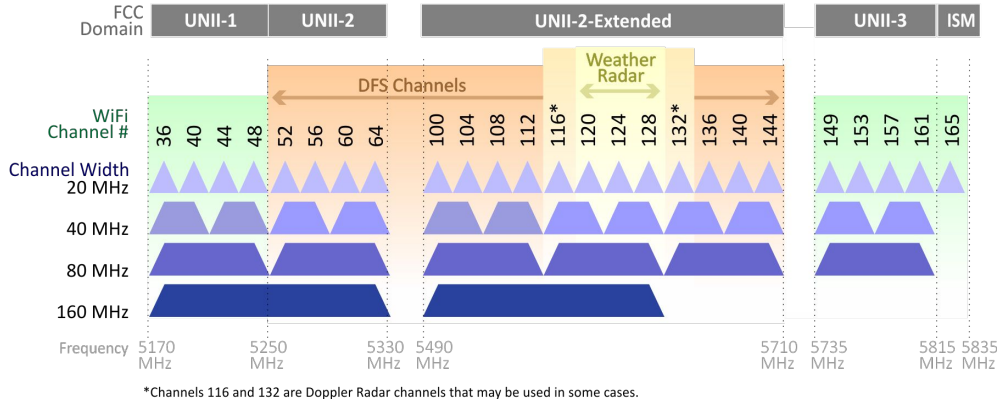 FCC Domain
UNII-1 UNII-2 UNII-2-Extended UNII-3 ISM
Weather
Radar
DFS Channels
WiFi
Channel #
36 40 44 48 52 56 60 64 100 104 108 112 116* 120 124 128 132* 136 140 144 149 153 157 161 165
Channel Width
20 MHz
40 MHz
80 MHz
160 MHz
Frequency
5170 MHz 5250 MHz 5330 MHz 5490 MHz 5710 MHz 5735 MHz 5815 MHz 5835 MHz
*Channels 116 and 132 are Doppler Radar channels that may be used in some cases.